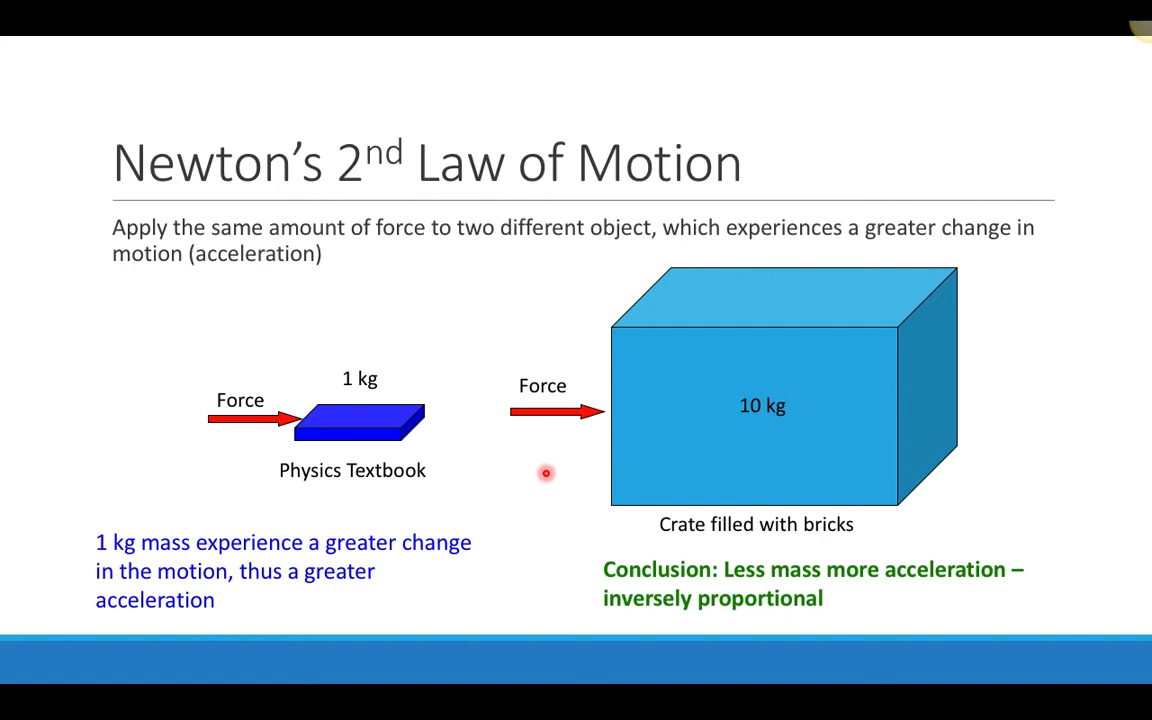 Newton's 2nd Law of Motion
Apply the same amount of force to two different object, which experiences a greater change in
motion (acceleration)
1 kg
Force
Physics Textbook
Force
10 kg
Crate filled with bricks
1 kg mass experience a greater change
in the motion, thus a greater
acceleration
Conclusion: Less mass more acceleration –
inversely proportional